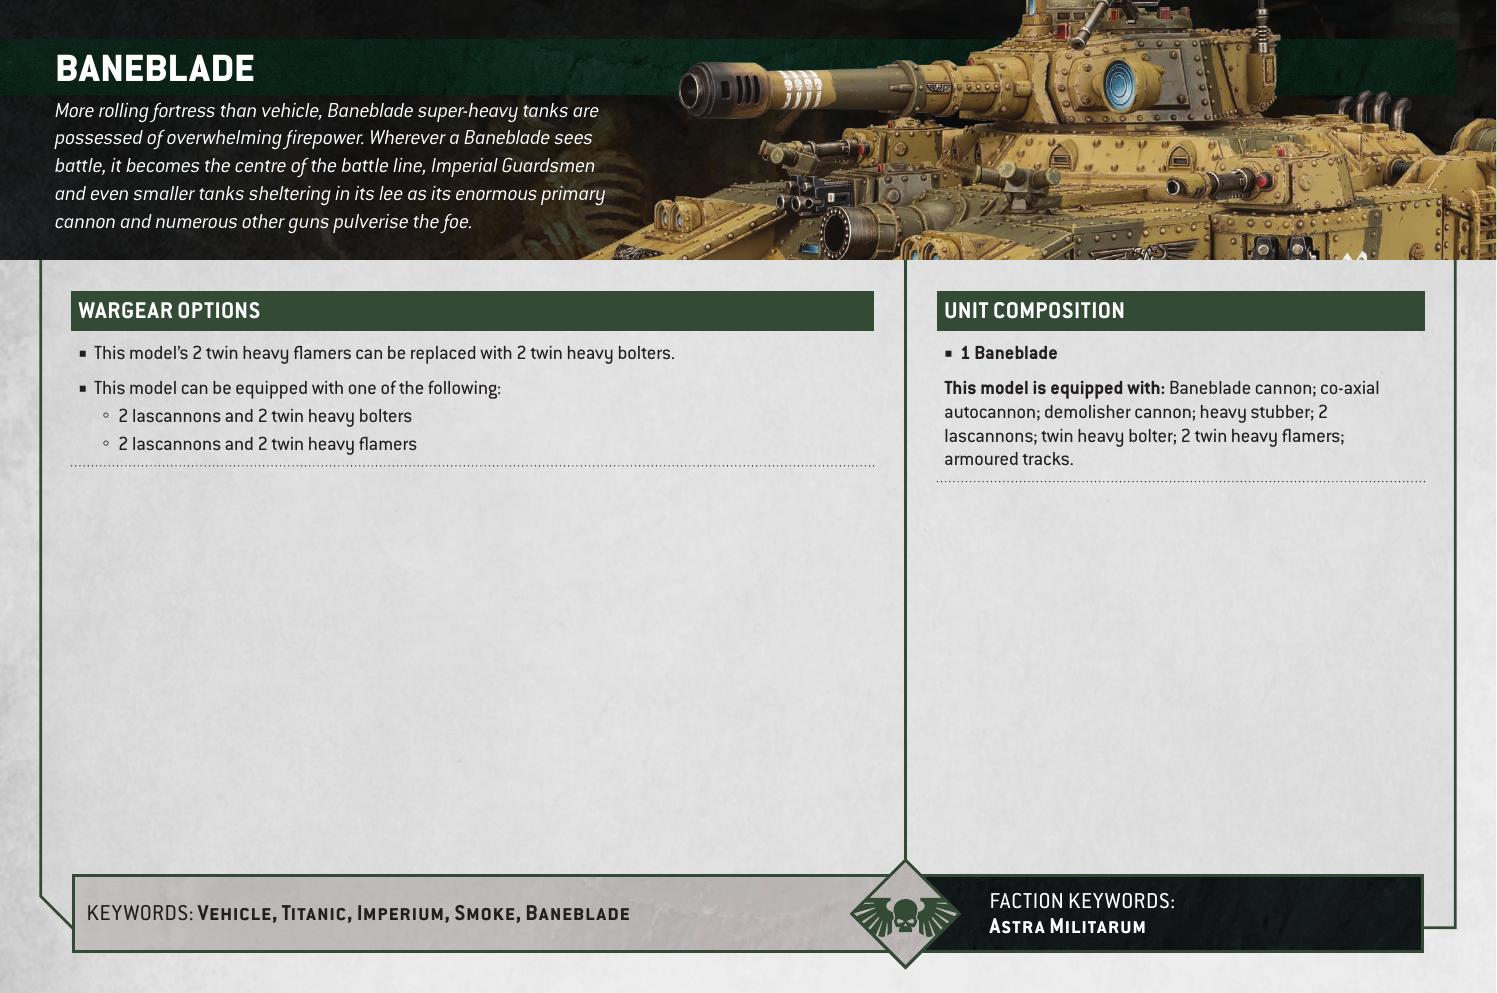 BANEBLADE
More rolling fortress than vehicle, Baneblade super-heavy tanks are
possessed of overwhelming firepower. Wherever a Baneblade sees
battle, it becomes the centre of the battle line, Imperial Guardsmen
and even smaller tanks sheltering in its lee as its enormous primary
cannon and numerous other guns pulverise the foe.
WARGEAR OPTIONS
■ This model’s 2 twin heavy flamers can be replaced with 2 twin heavy bolters.
■ This model can be equipped with one of the following:
◦ 2 lascannons and 2 twin heavy bolters
◦ 2 lascannons and 2 twin heavy flamers
UNIT COMPOSITION
■ 1 Baneblade
This model is equipped with: Baneblade cannon; co-axial
autocannon; demolisher cannon; heavy stubber; 2
lascannons; twin heavy bolter; 2 twin heavy flamers;
armoured tracks.
KEYWORDS: Vehicle, Titanic, Imperium, Smoke, Baneblade
FACTION KEYWORDS:
Astra Militarum